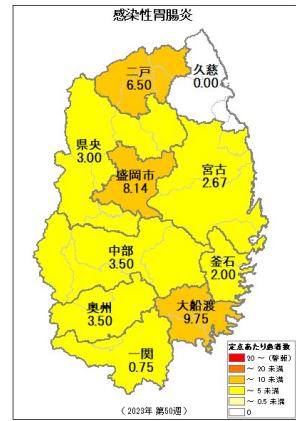 感染性胃腸炎
二戸
6.50
久慈
0.00
県央
3.00
盛岡市
8.14
宮古
2.67
中部
3.50
釜石
2.00
奥州
3.50
大船渡
9.75
一関
0.75
定点あたり患者数
20 ~ (警報)
~ 20 未満
~ 10 未満
~ 5 未満
~ 0.5 未満
0
(2023年 第50週)